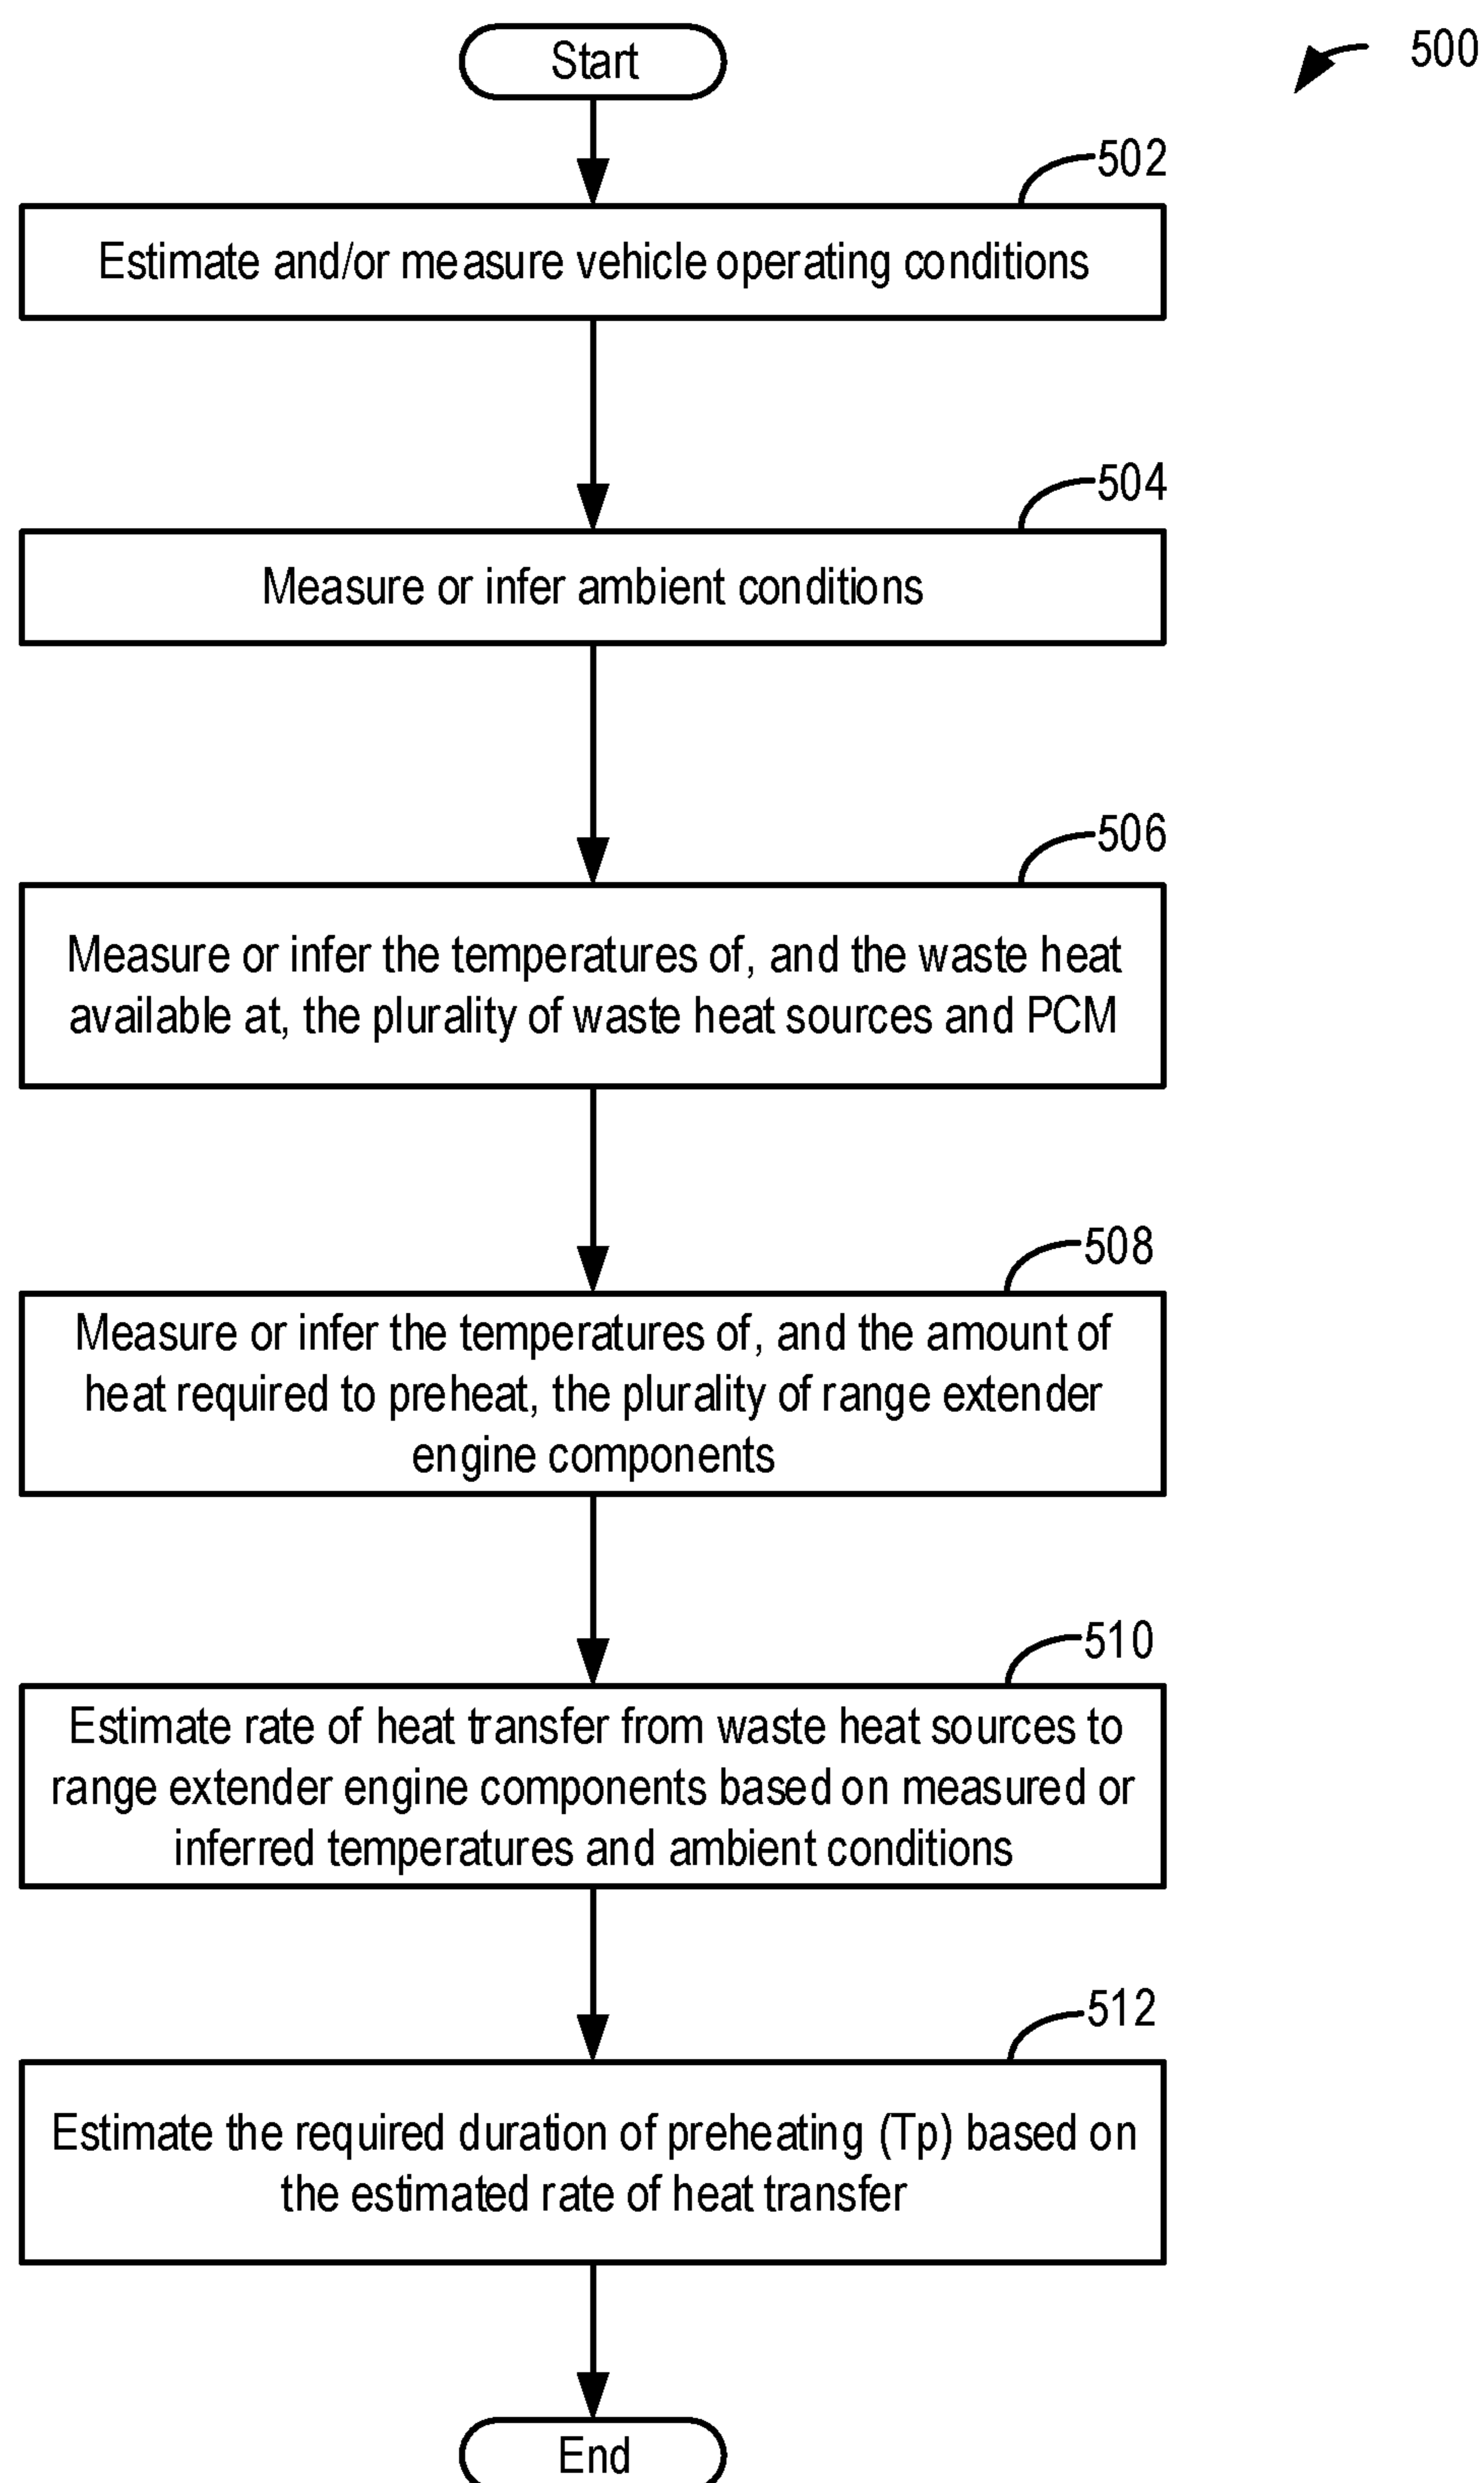 Start
500
502
Estimate and/or measure vehicle operating conditions
504
Measure or infer ambient conditions
506
Measure or infer the temperatures of, and the waste heat
available at, the plurality of waste heat sources and PCM
508
Measure or infer the temperatures of, and the amount of
heat required to preheat, the plurality of range extender
engine components
510
Estimate rate of heat transfer from waste heat sources to
range extender engine components based on measured or
inferred temperatures and ambient conditions
512
Estimate the required duration of preheating (Tp) based on
the estimated rate of heat transfer
End